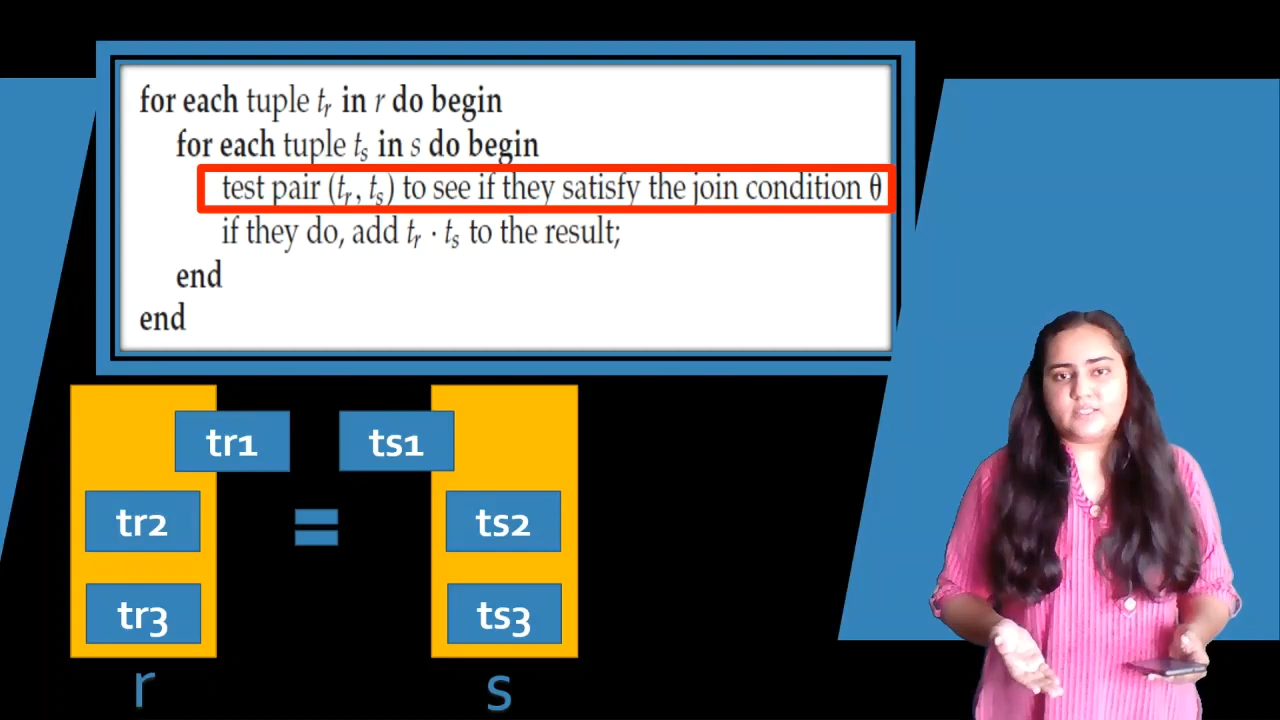 for each tuple tr in r do begin
for each tuple ts in s do begin
test pair (tr, ts) to see if they satisfy the join condition θ
if they do, add tr · ts to the result;
end
end
tr1 = ts1
tr2 ts2
tr3 ts3
r s